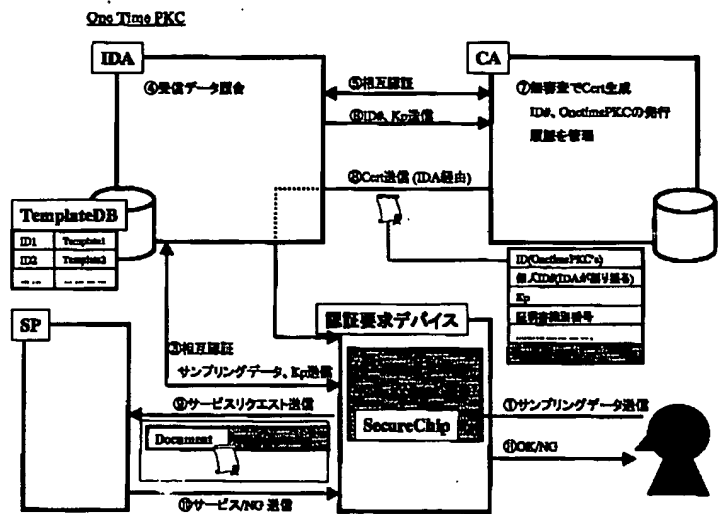 One Time PKC
IDA
CA
④受信データ照合
⑤相互認証
⑥ID#、Kp送信
⑦無審査でCert生成
ID#、OnetimePKCの発行
履歴を管理
⑧Cert送信 (IDA経由)
TemplateDB
ID1 Template1
ID2 Template2
ID(OnetimePKC's)
個人ID#(IDAが割り振る)
Kp
証明書識別番号
SP
認証要求デバイス
③相互認証
サンプリングデータ、Kp送信
⑨サービスリクエスト送信
Document
SecureChip
①サンプリングデータ送信
⑪OK/NG
サービス/NG 送信